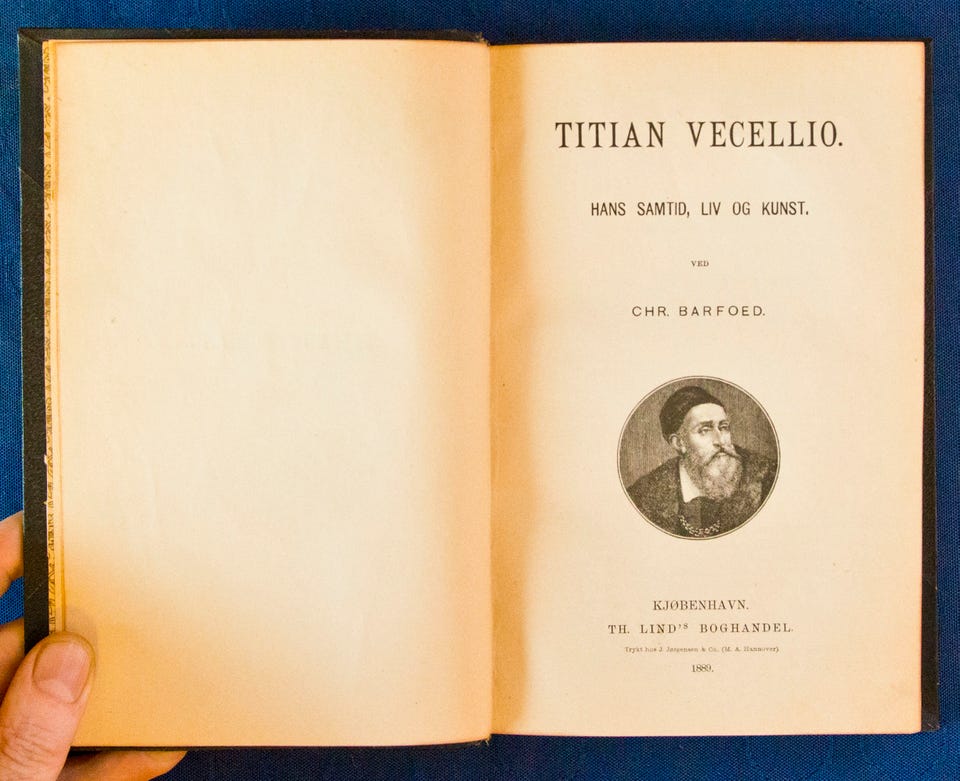 TITIAN VECELLIO.
HANS SAMTID, LIV OG KUNST.
VED
CHR. BARFOED.
KJØBENHAVN.
TH. LIND'S BOGHANDEL.
Trykt hos J. Jørgensen & Co. (M. A. Hannover).
1889.